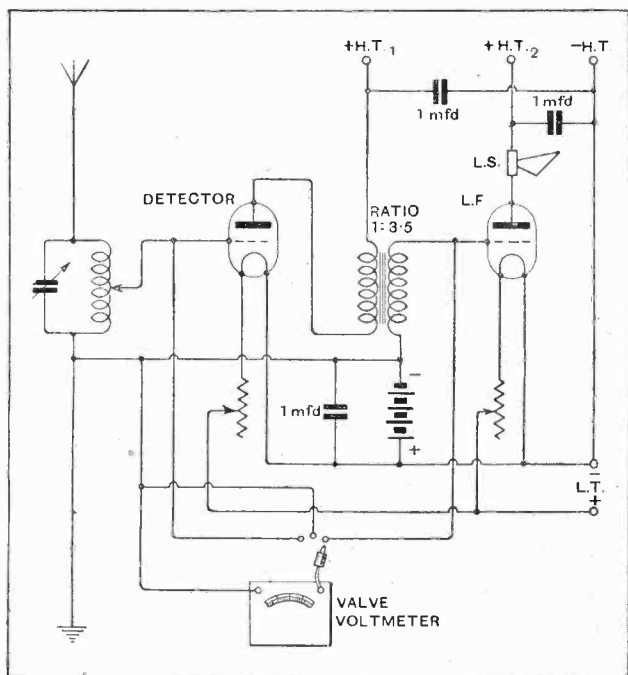 +H.T.1 +H.T.2 -H.T.
1 mfd
1 mfd
L.S.
DETECTOR
L.F
RATIO
1:3·5
1 mfd
-
+
-
L.T.
+
VALVE
VOLTMETER